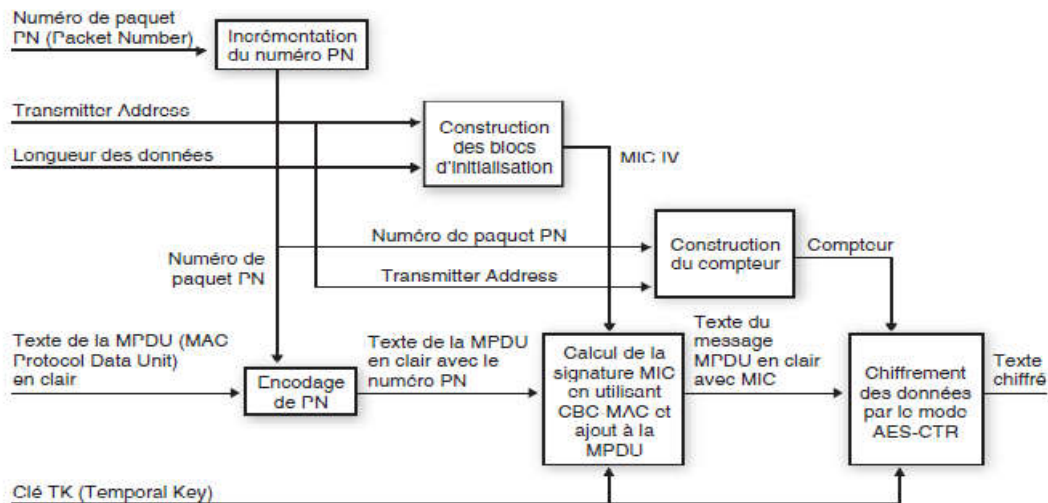 Numéro de paquet
PN (Packet Number)
Incrémentation
du numéro PN
Transmitter Address
Longueur des données
Construction
des blocs
d'initialisation
MIC IV
Numéro de paquet PN
Transmitter Address
Construction
du compteur
Compteur
Numéro de
paquet PN
Texte de la MPDU (MAC
Protocol Data Unit)
en clair
Encodage
de PN
Texte de la MPDU
en clair avec le
numéro PN
Calcul de la
signature MIC
en utilisant
CBC-MAC et
ajout à la
MPDU
Texte du
message
MPDU en clair
avec MIC
Chiffrement
des données
par le mode
AES-CTR
Texte
chiffré
Clé TK (Temporal Key)